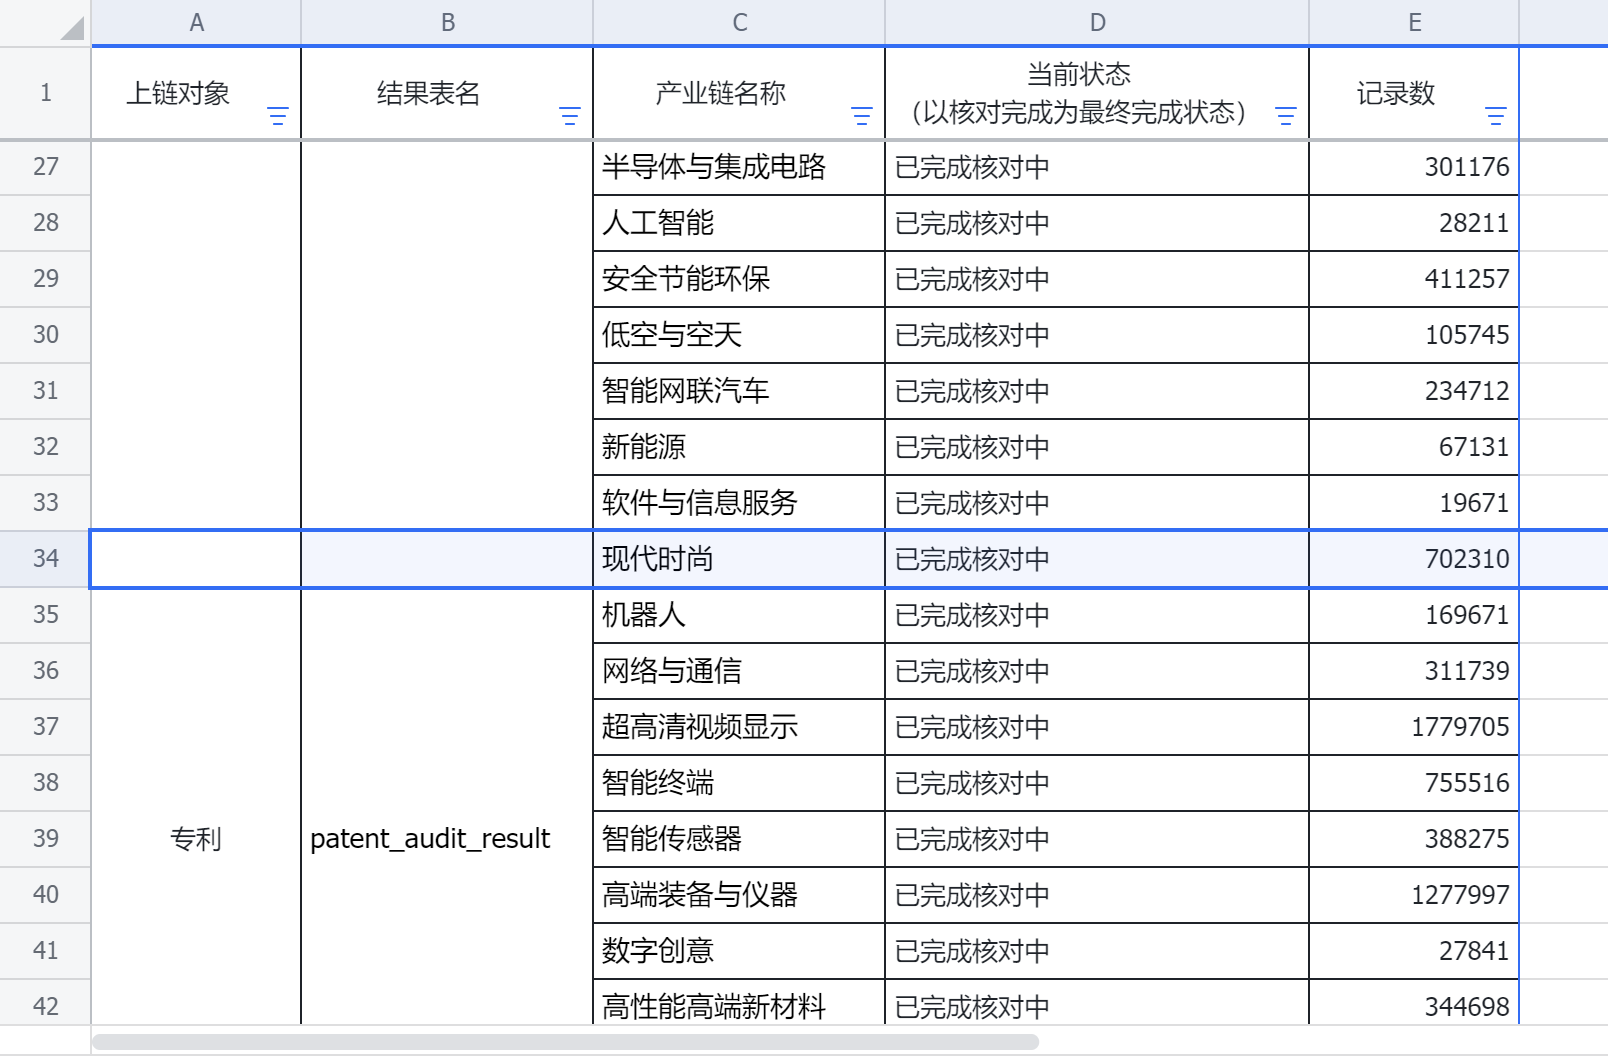 A B C D E
1 上链对象 结果表名 产业链名称 当前状态
（以核对完成为最终完成状态） 记录数
27 半导体与集成电路 已完成核对中 301176
28 人工智能 已完成核对中 28211
29 安全节能环保 已完成核对中 411257
30 低空与空天 已完成核对中 105745
31 智能网联汽车 已完成核对中 234712
32 新能源 已完成核对中 67131
33 软件与信息服务 已完成核对中 19671
34 现代时尚 已完成核对中 702310
35 机器人 已完成核对中 169671
36 网络与通信 已完成核对中 311739
37 超高清视频显示 已完成核对中 1779705
38 智能终端 已完成核对中 755516
39 专利 patent_audit_result 智能传感器 已完成核对中 388275
40 高端装备与仪器 已完成核对中 1277997
41 数字创意 已完成核对中 27841
42 高性能高端新材料 已完成核对中 344698